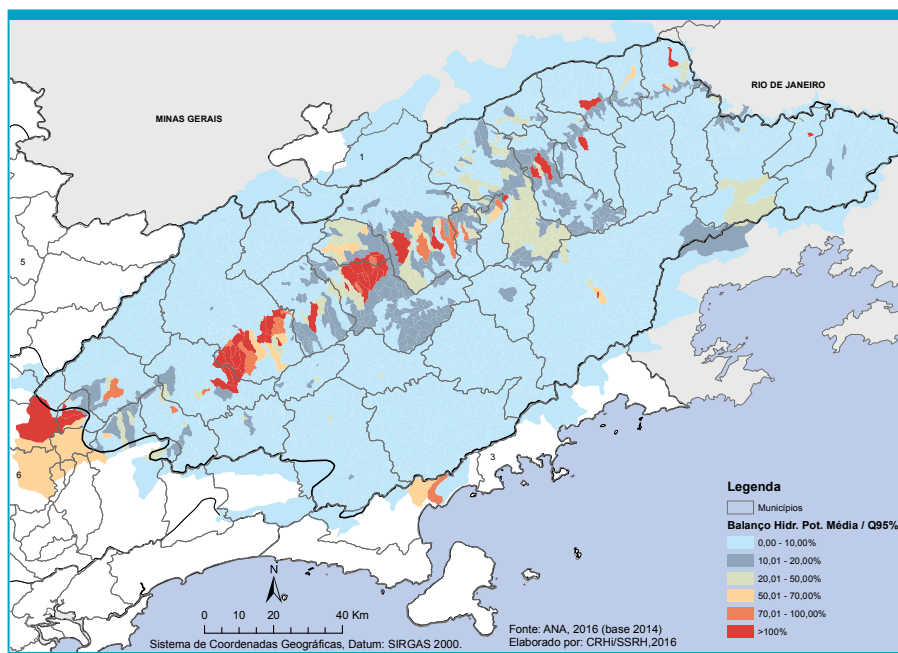 RIO DE JANEIRO
MINAS GERAIS
1
5
6
3
N
0 10 20 40 Km
Sistema de Coordenadas Geográficas, Datum: SIRGAS 2000.
Fonte: ANA, 2016 (base 2014)
Elaborado por: CRHi/SSRH,2016
Legenda
Municípios
Balanço Hidr. Pot. Média / Q95%
0,00 - 10,00%
10,01 - 20,00%
20,01 - 50,00%
50,01 - 70,00%
70,01 - 100,00%
>100%